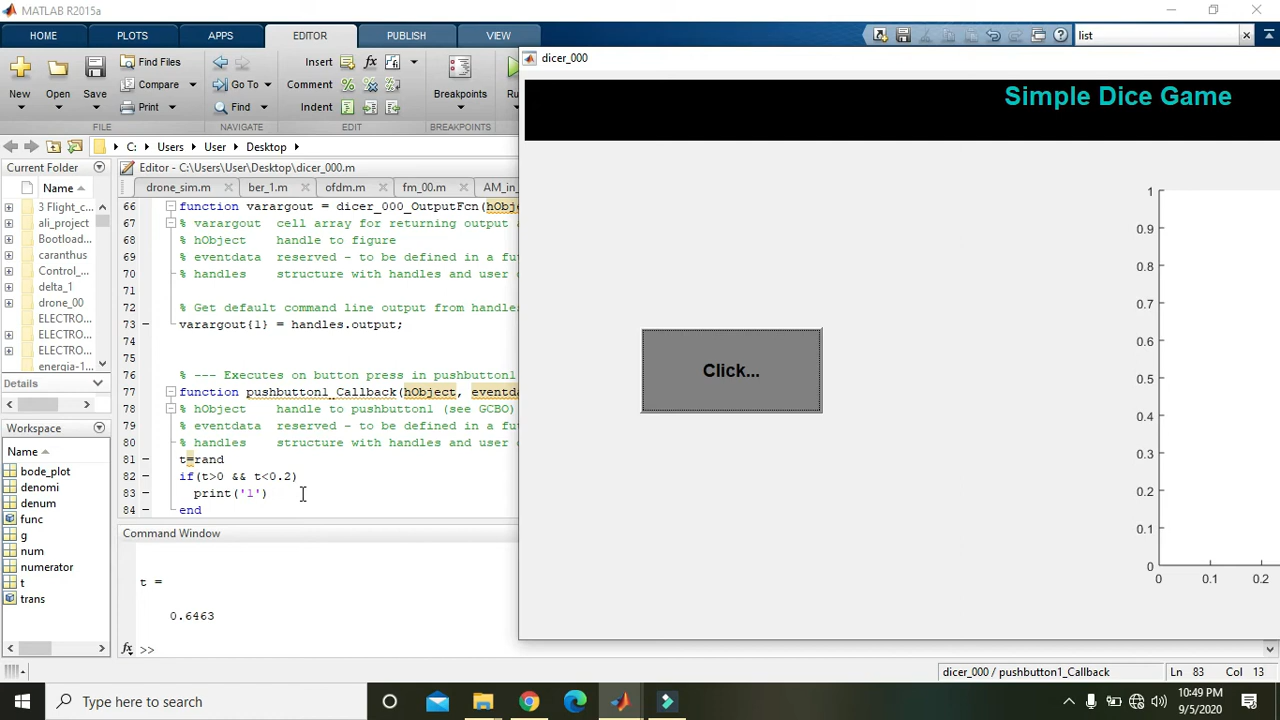 MATLAB R2015a
HOME PLOTS APPS EDITOR PUBLISH VIEW list
New Open Save Find Files Compare Print Insert Comment Indent fx Go To Find Breakpoints Ru
FILE NAVIGATE EDIT BREAKPOINTS
C: Users User Desktop
Current Folder
Name
3 Flight_c...
ali_project
Bootload...
caranthus
Control_...
delta_1
drone_00
ELECTRO...
ELECTRO...
ELECTRO...
energia-1...
Details
Workspace
Name
bode_plot
denomi
denum
func
g
num
numerator
t
trans
Editor - C:\Users\User\Desktop\dicer_000.m
drone_sim.m ber_1.m ofdm.m fm_00.m AM_in_
66 function varargout = dicer_000_OutputFcn(hObje
67 % varargout cell array for returning output a
68 % hObject handle to figure
69 % eventdata reserved - to be defined in a fut
70 % handles structure with handles and user d
71
72 % Get default command line output from handles
73 varargout{1} = handles.output;
74
75
76 % --- Executes on button press in pushbutton1
77 function pushbutton1_Callback(hObject, eventda
78 % hObject handle to pushbutton1 (see GCBO)
79 % eventdata reserved - to be defined in a fut
80 % handles structure with handles and user d
81 t=rand
82 if(t>0 && t<0.2)
83 print('1')
84 end
Command Window
t =
0.6463
fx >>
dicer_000
Simple Dice Game
Click...
1
0.9
0.8
0.7
0.6
0.5
0.4
0.3
0.2
0.1
0
0 0.1 0.2
dicer_000 / pushbutton1_Callback Ln 83 Col 13
Type here to search
10:49 PM
9/5/2020